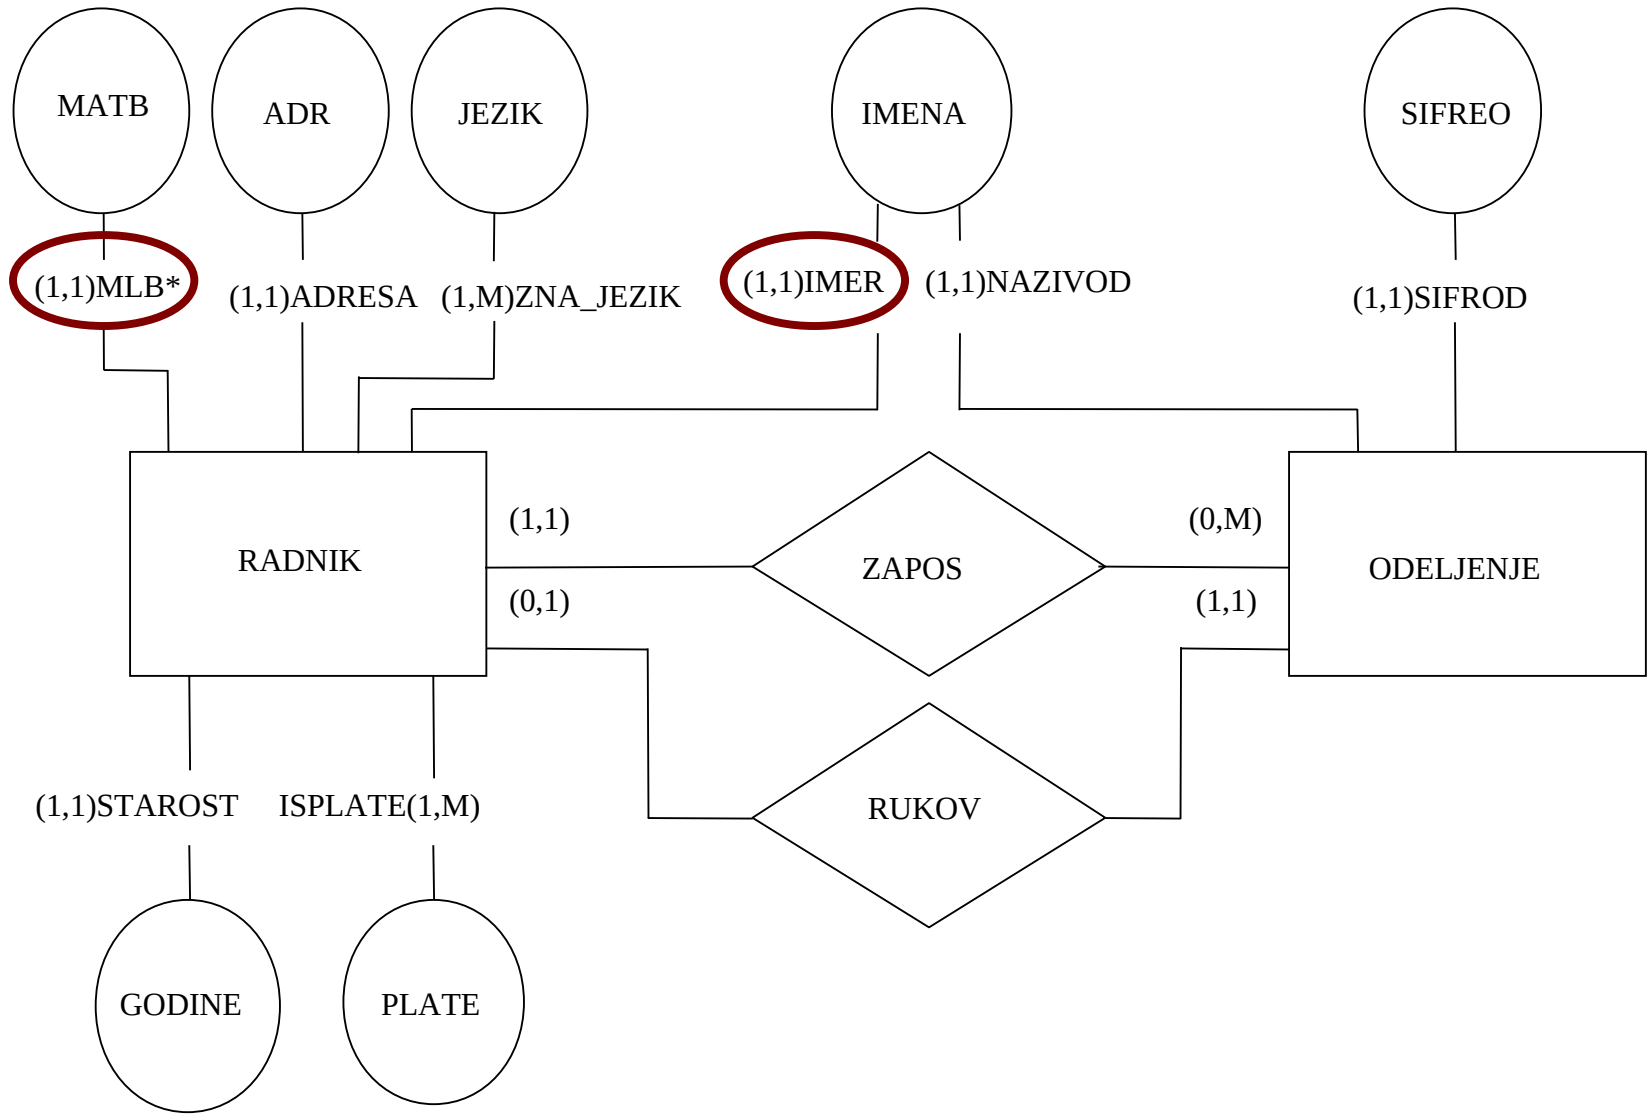 MATB
ADR
JEZIK
IMENA
SIFREO
(1,1)MLB*
(1,1)ADRESA
(1,M)ZNA_JEZIK
(1,1)IMER
(1,1)NAZIVOD
(1,1)SIFROD
(1,1)
(0,M)
RADNIK
ZAPOS
ODELJENJE
(0,1)
(1,1)
(1,1)STAROST
ISPLATE(1,M)
RUKOV
GODINE
PLATE